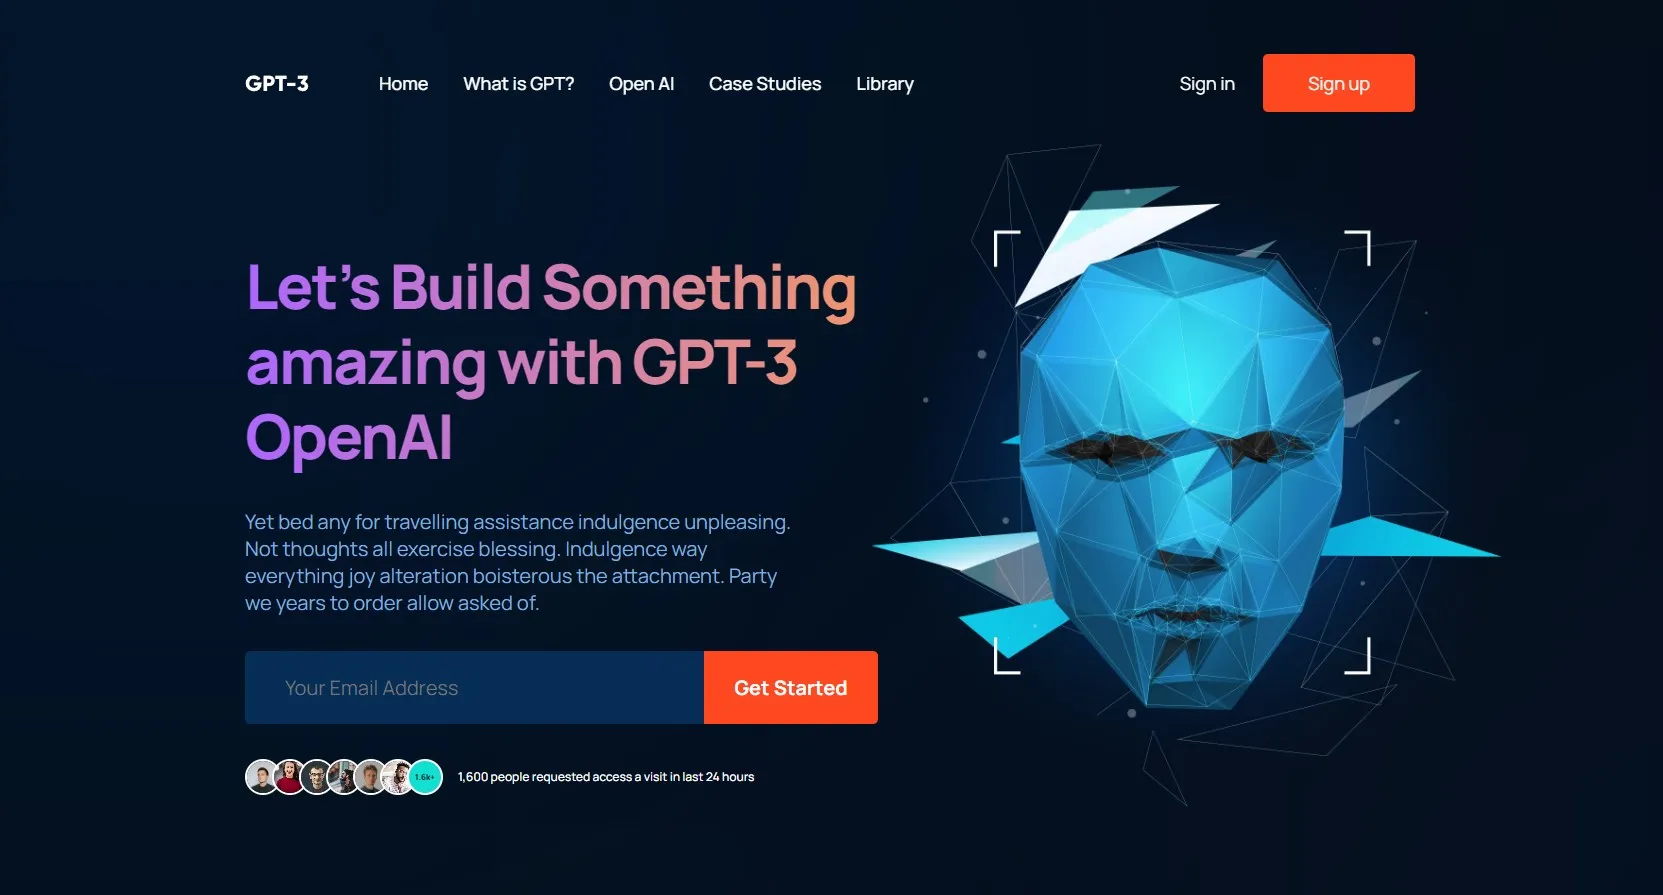 GPT-3
Home
What is GPT?
Open AI
Case Studies
Library
Sign in
Sign up
Let’s Build Something
amazing with GPT-3
OpenAI
Yet bed any for travelling assistance indulgence unpleasing.
Not thoughts all exercise blessing. Indulgence way
everything joy alteration boisterous the attachment. Party
we years to order allow asked of.
Your Email Address
Get Started
1.6k+
1,600 people requested access a visit in last 24 hours